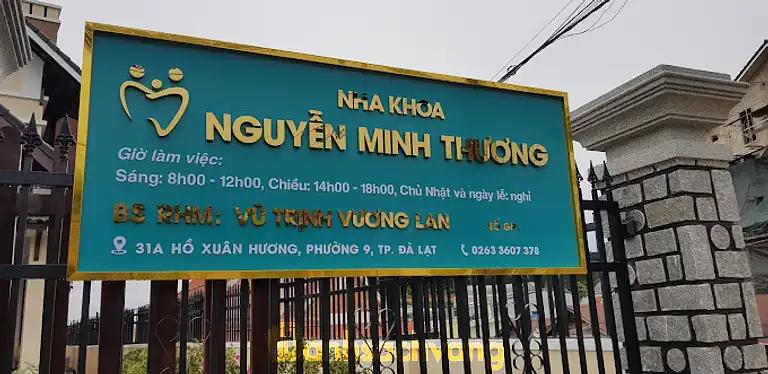 NHA KHOA
NGUYỄN MINH THƯƠNG
Giờ làm việc:
Sáng: 8h00 - 12h00, Chiều: 14h00 - 18h00, Chủ Nhật và ngày lễ: nghỉ
BS RHM: VŨ TRỊNH VƯƠNG LAN
31A HỒ XUÂN HƯƠNG, PHƯỜNG 9, TP. ĐÀ LẠT
0263 3607 378